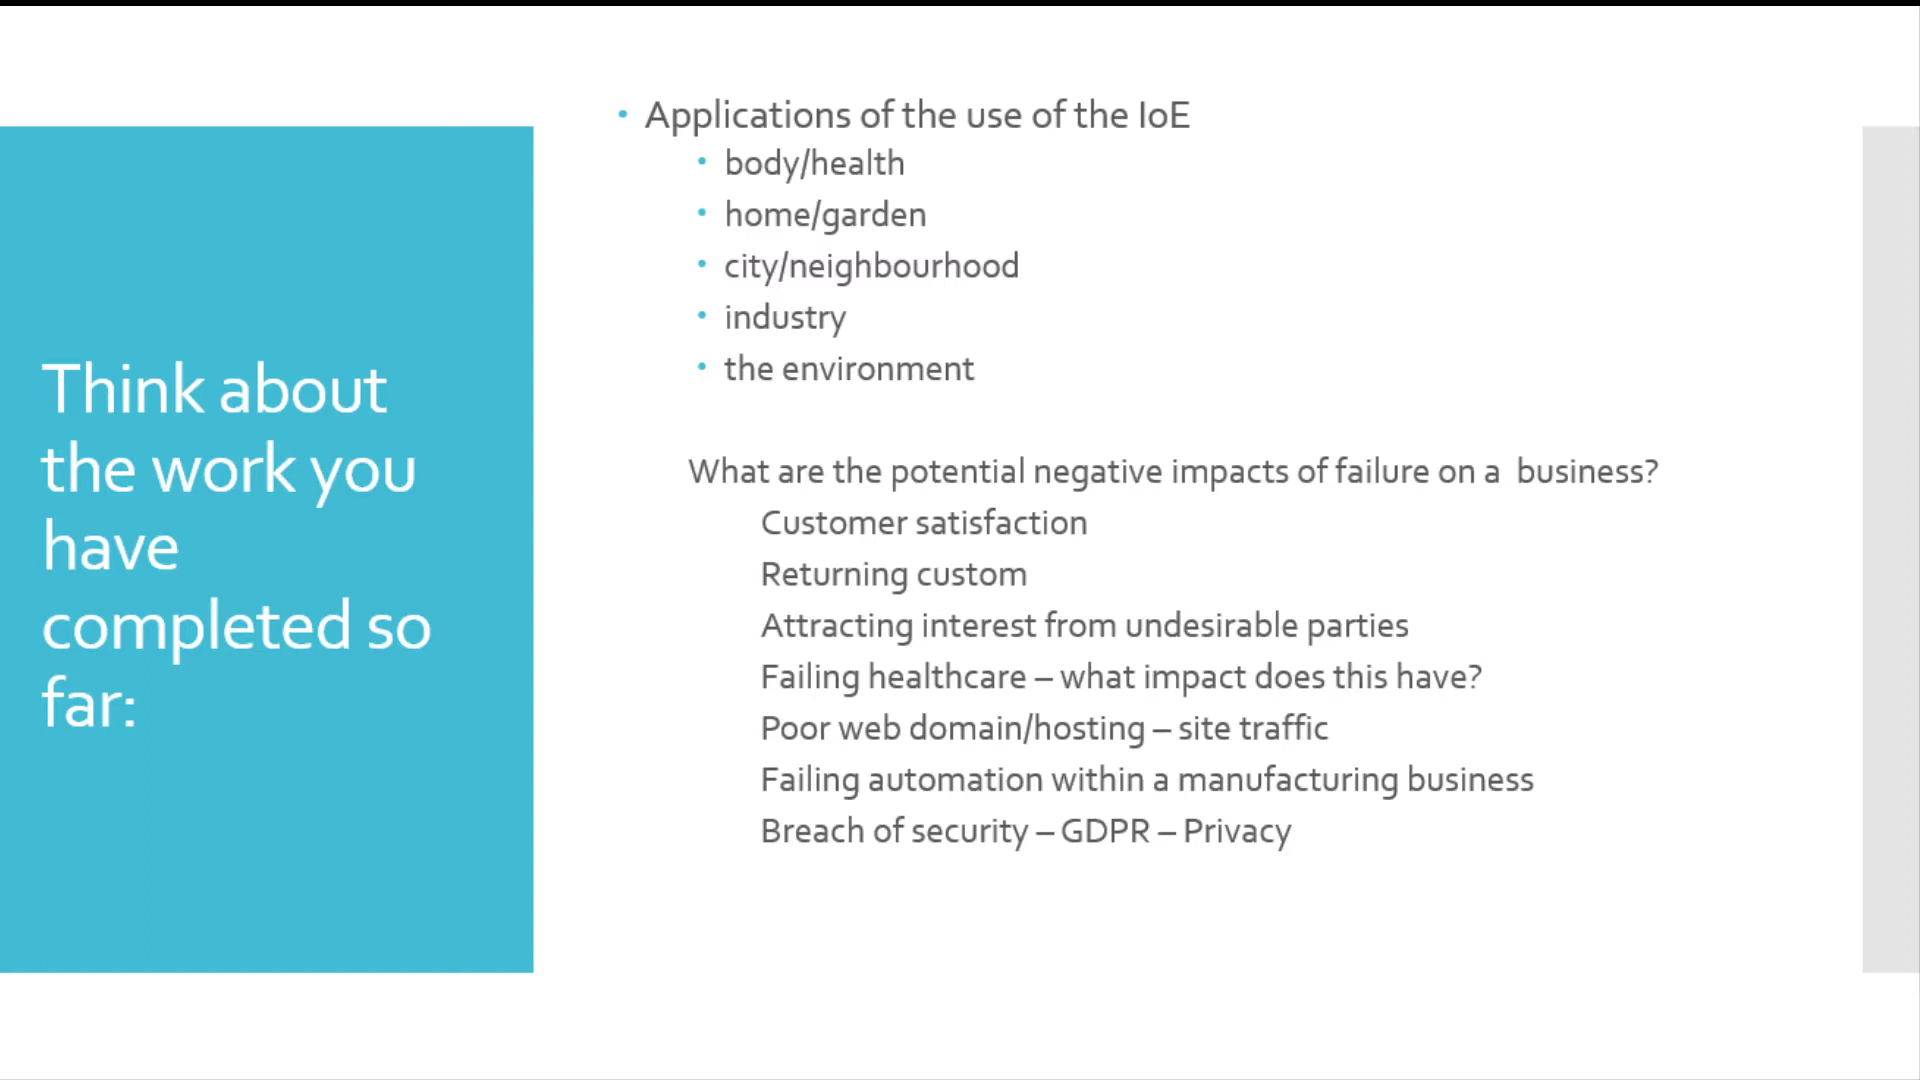 Think about
the work you
have
completed so
far:
• Applications of the use of the IoE
• body/health
• home/garden
• city/neighbourhood
• industry
• the environment
What are the potential negative impacts of failure on a  business?
Customer satisfaction
Returning custom
Attracting interest from undesirable parties
Failing healthcare – what impact does this have?
Poor web domain/hosting – site traffic
Failing automation within a manufacturing business
Breach of security – GDPR – Privacy